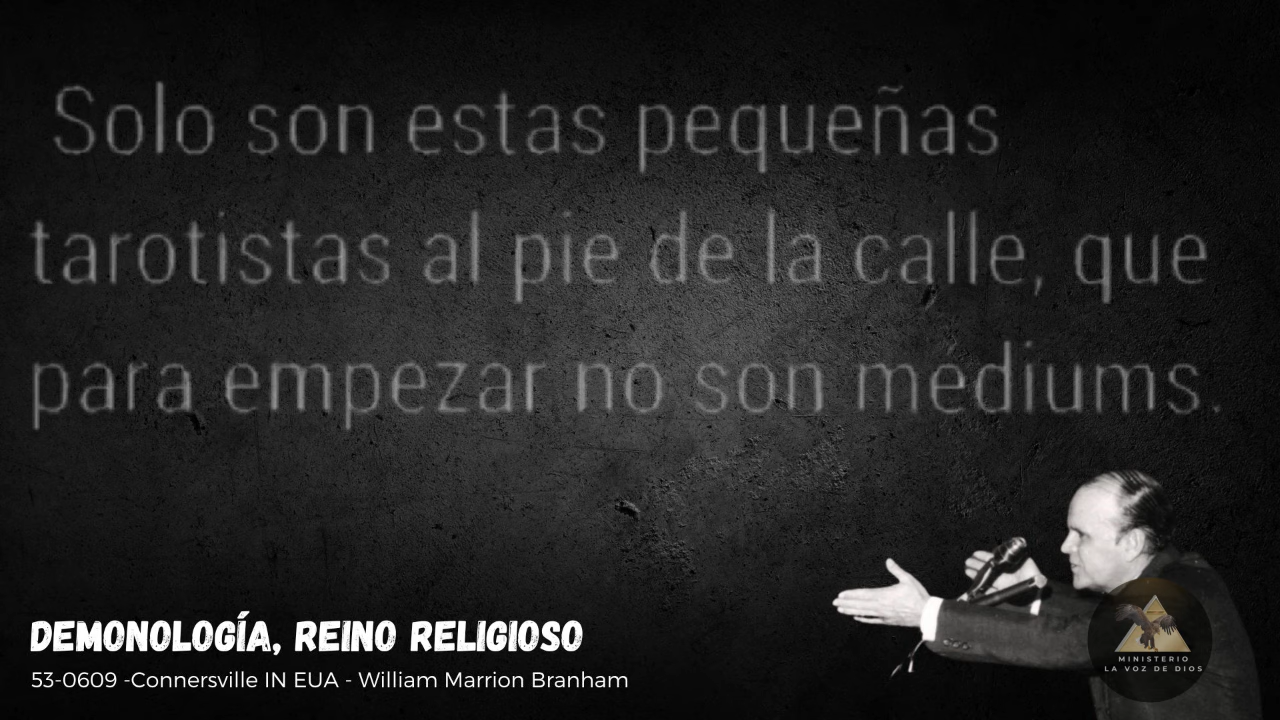 Solo son estas pequeñas
tarotistas al pie de la calle, que
para empezar no son médiums.
DEMONOLOGÍA, REINO RELIGIOSO
53-0609 -Connersville IN EUA - William Marrion Branham
MINISTERIO
LA VOZ DE DIOS